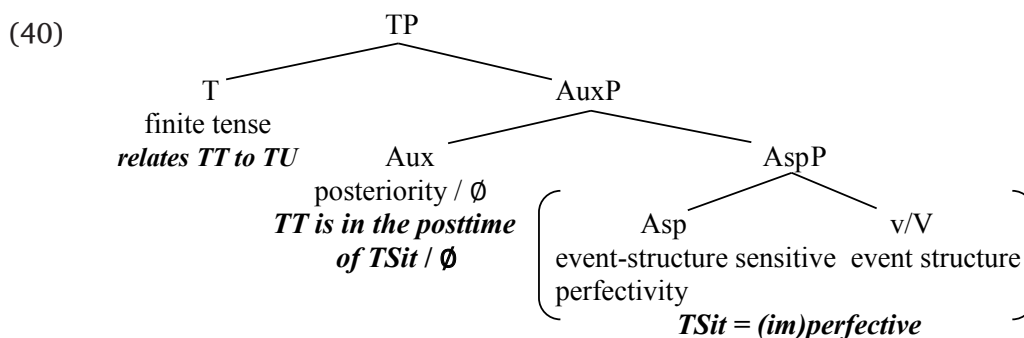 (40)
TP
T
AuxP
finite tense
relates TT to TU
Aux
AspP
posteriority / ∅
TT is in the posttime
of TSit / ∅
Asp
v/V
event-structure sensitive event structure
perfectivity
TSit = (im)perfective